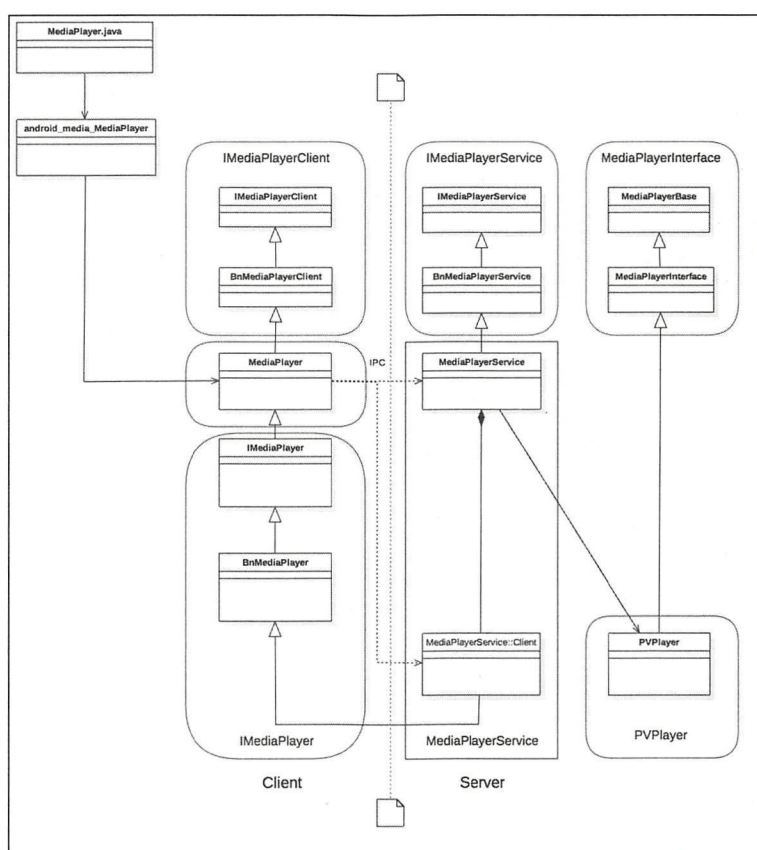 MediaPlayer.java
android_media_MediaPlayer
IMediaPlayerClient
IMediaPlayerClient
BnMediaPlayerClient
MediaPlayer
IPC
IMediaPlayer
BnMediaPlayer
IMediaPlayer
Client
IMediaPlayerService
IMediaPlayerService
BnMediaPlayerService
MediaPlayerService
MediaPlayerService::Client
MediaPlayerService
Server
MediaPlayerInterface
MediaPlayerBase
MediaPlayerInterface
PVPlayer
PVPlayer